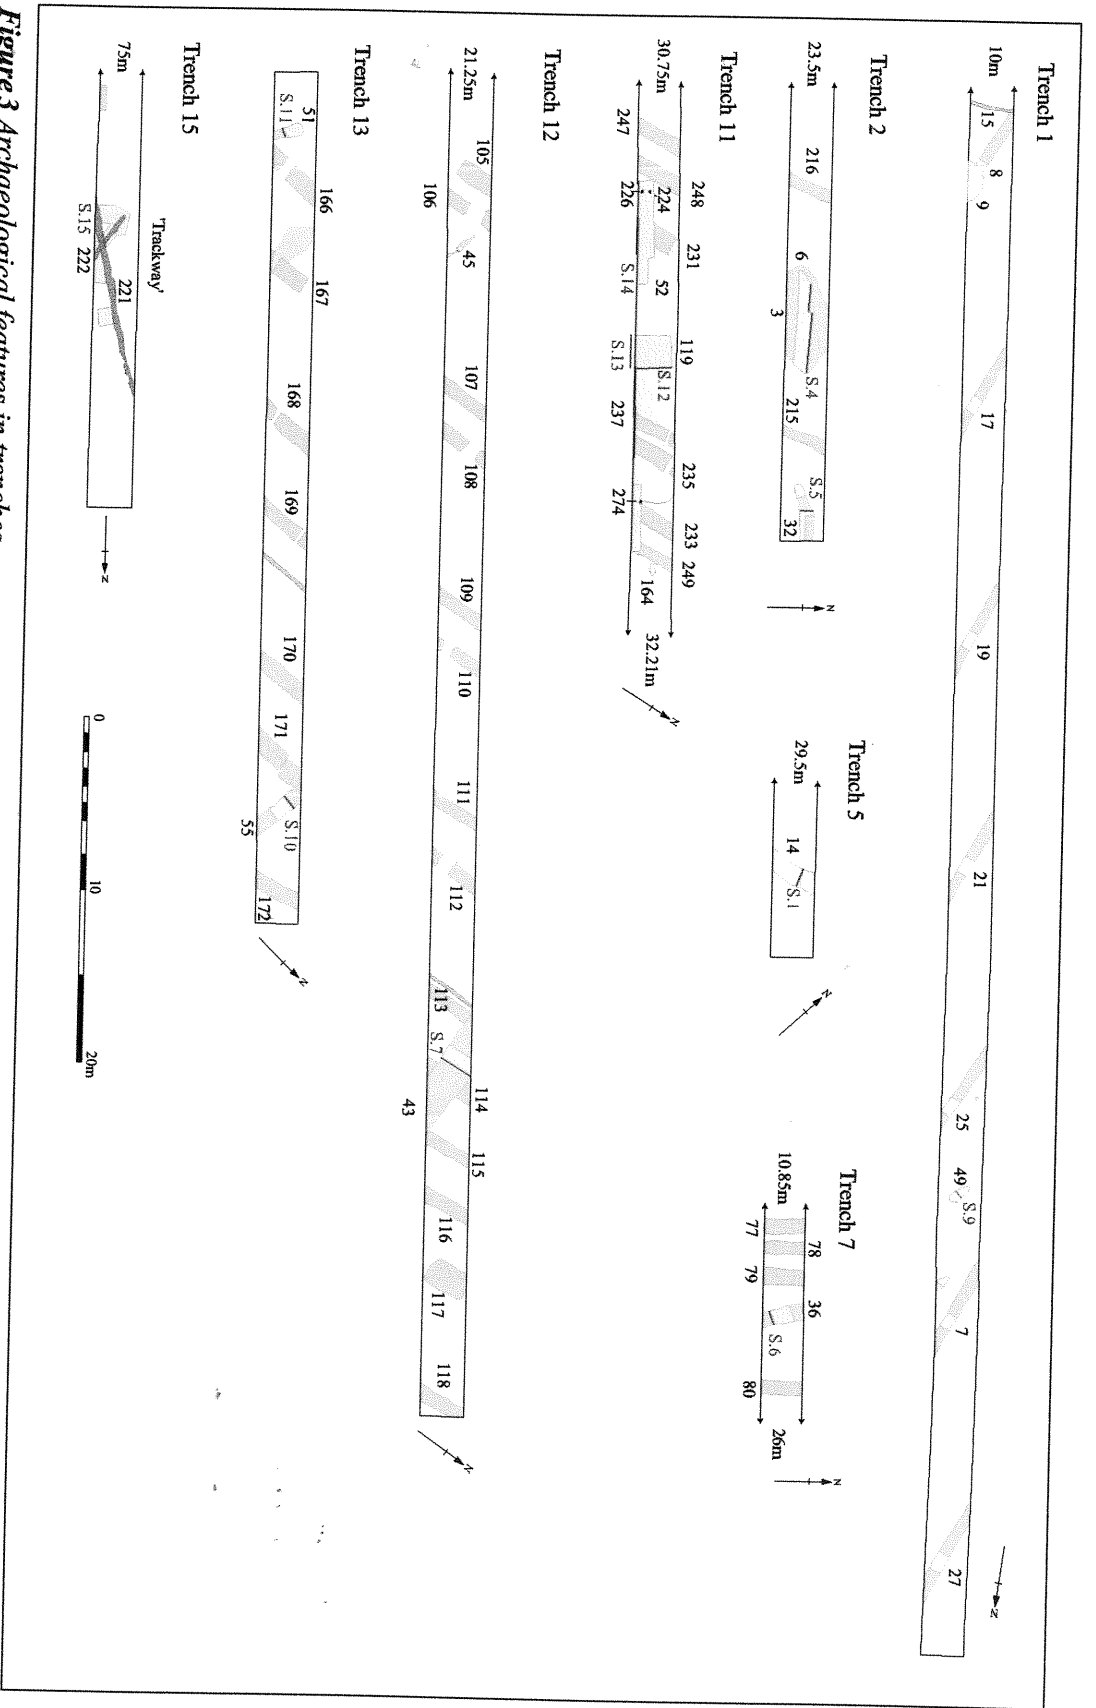 Trench 1
10m
15
8
9
17
19
21
25
49
S.9
7
27
N
Trench 2
23.5m
216
6
3
S.4
215
S.5
32
N
Trench 5
29.5m
14
S.1
N
Trench 7
10.85m
77
78
79
36
S.6
80
26m
N
Trench 11
30.75m
247
248
226
224
231
S.14
52
119
S.13
S.12
237
235
274
233
249
164
32.21m
N
Trench 12
21.25m
105
106
45
107
108
109
110
111
112
113
S.7
114
43
115
116
117
118
N
Trench 13
51
S.11
166
167
168
169
170
171
S.10
55
172
N
Trench 15
75m
'Trackway'
S.15
222
221
N
0
10
20m
Figure 3 Archaeological features in trenches